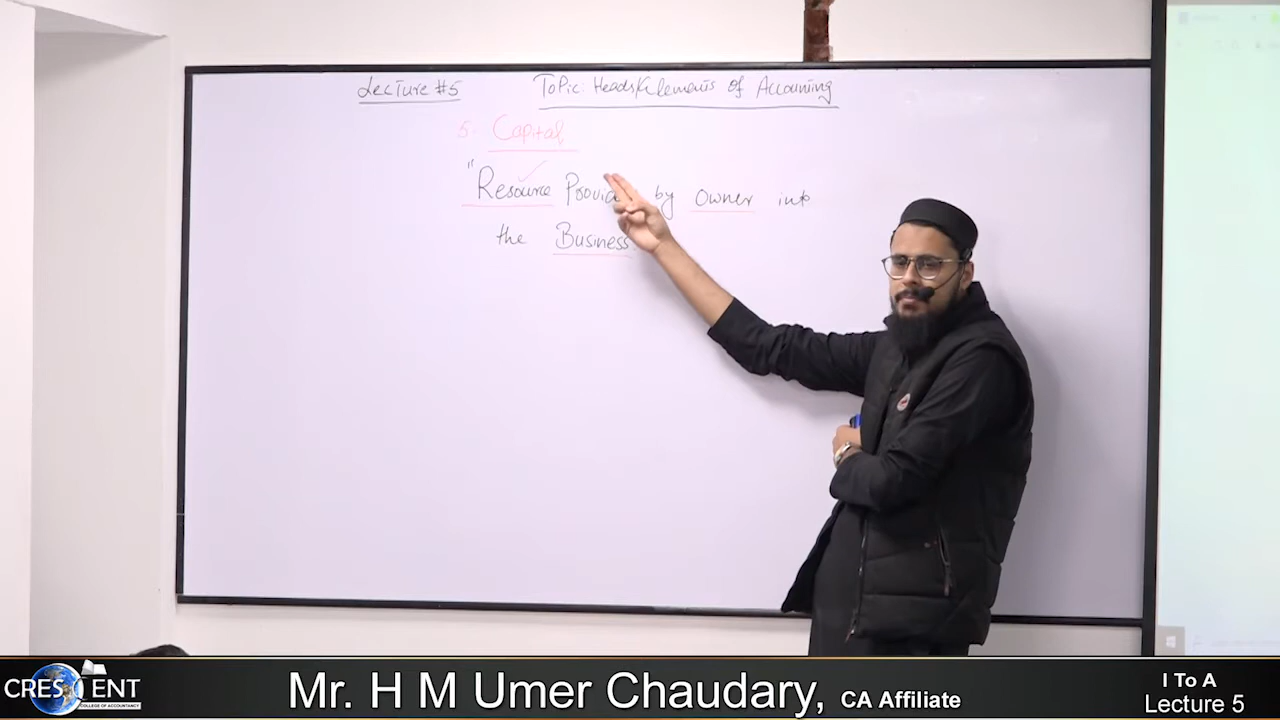 Lecture #5 Topic: Heads/Elements of Accounting
5. Capital
"Resource Provid by owner into
the Business.
CRESCENT
COLLEGE OF ACCOUNTANCY
Mr. H M Umer Chaudary, CA Affiliate
I To A
Lecture 5